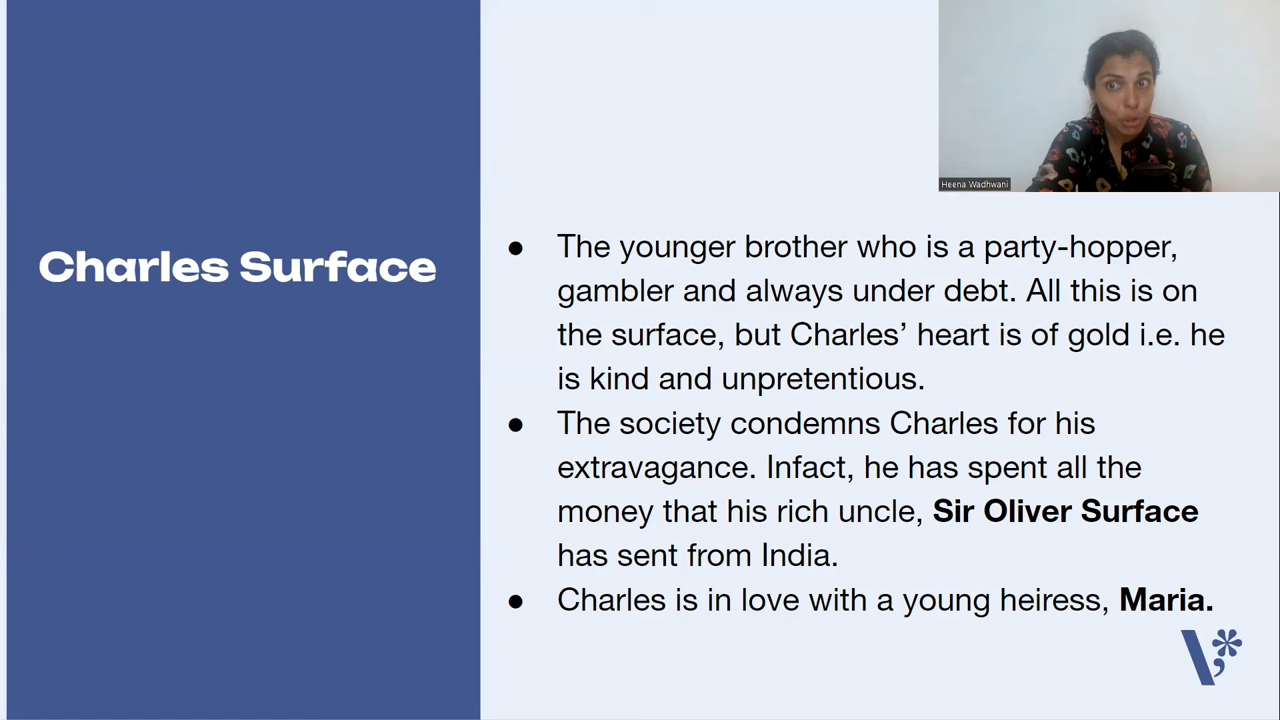 Heena Wadhwani
Charles Surface
● The younger brother who is a party-hopper,
gambler and always under debt. All this is on
the surface, but Charles’ heart is of gold i.e. he
is kind and unpretentious.
● The society condemns Charles for his
extravagance. Infact, he has spent all the
money that his rich uncle, Sir Oliver Surface
has sent from India.
● Charles is in love with a young heiress, Maria.